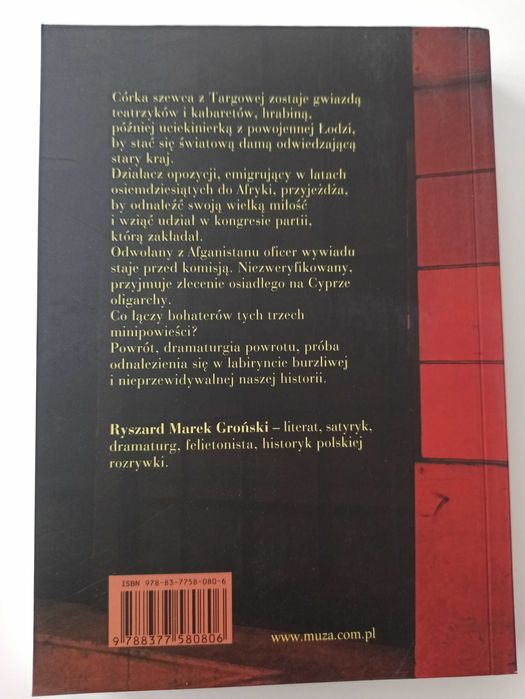 Córka szewca z Targowej zostaje gwiazdą
teatrzyków i kabaretów, hrabiną,
później uciekinierką z powojennej Łodzi,
by stać się światową damą odwiedzającą
stary kraj.
Działacz opozycji, emigrujący w latach
osiemdziesiątych do Afryki, przyjeżdża,
by odnaleźć swoją wielką miłość
i wziąć udział w kongresie partii,
którą zakładał.
Odwołany z Afganistanu oficer wywiadu
staje przed komisją. Niezweryfikowany,
przyjmuje zlecenie osiadłego na Cyprze
oligarchy.
Co łączy bohaterów tych trzech
minipowieści?
Powrót, dramaturgia powrotu, próba
odnalezienia się w labiryncie burzliwej
i nieprzewidywalnej naszej historii.
Ryszard Marek Groński – literat, satyryk,
dramaturg, felietonista, historyk polskiej
rozrywki.
ISBN 978-83-7758-080-6
9 788377 580806
www.muza.com.pl